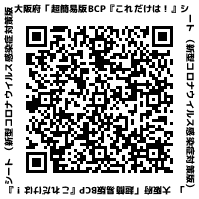 大阪府「超簡易版BCP『これだけは！』シ
ート（新型コロナウイルス感染症対策版）
」
大阪府「超簡易版BCP『これだけは！』
』シート（新型コロナウイルス感染症対策版